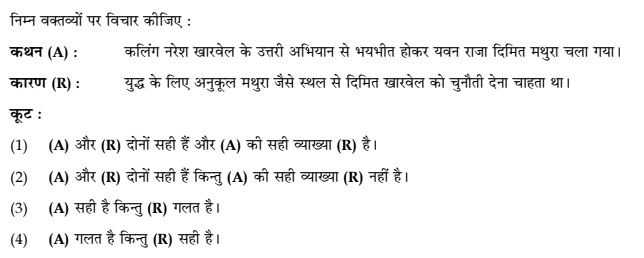 निम्न वक्तव्यों पर विचार कीजिए :
कथन (A) : कलिंग नरेश खारवेल के उत्तरी अभियान से भयभीत होकर यवन राजा दिमित मथुरा चला गया।
कारण (R) : युद्ध के लिए अनुकूल मथुरा जैसे स्थल से दिमित खारवेल को चुनौती देना चाहता था।
कूट :
(1) (A) और (R) दोनों सही हैं और (A) की सही व्याख्या (R) है।
(2) (A) और (R) दोनों सही हैं किन्तु (A) की सही व्याख्या (R) नहीं है।
(3) (A) सही है किन्तु (R) गलत है।
(4) (A) गलत है किन्तु (R) सही है।